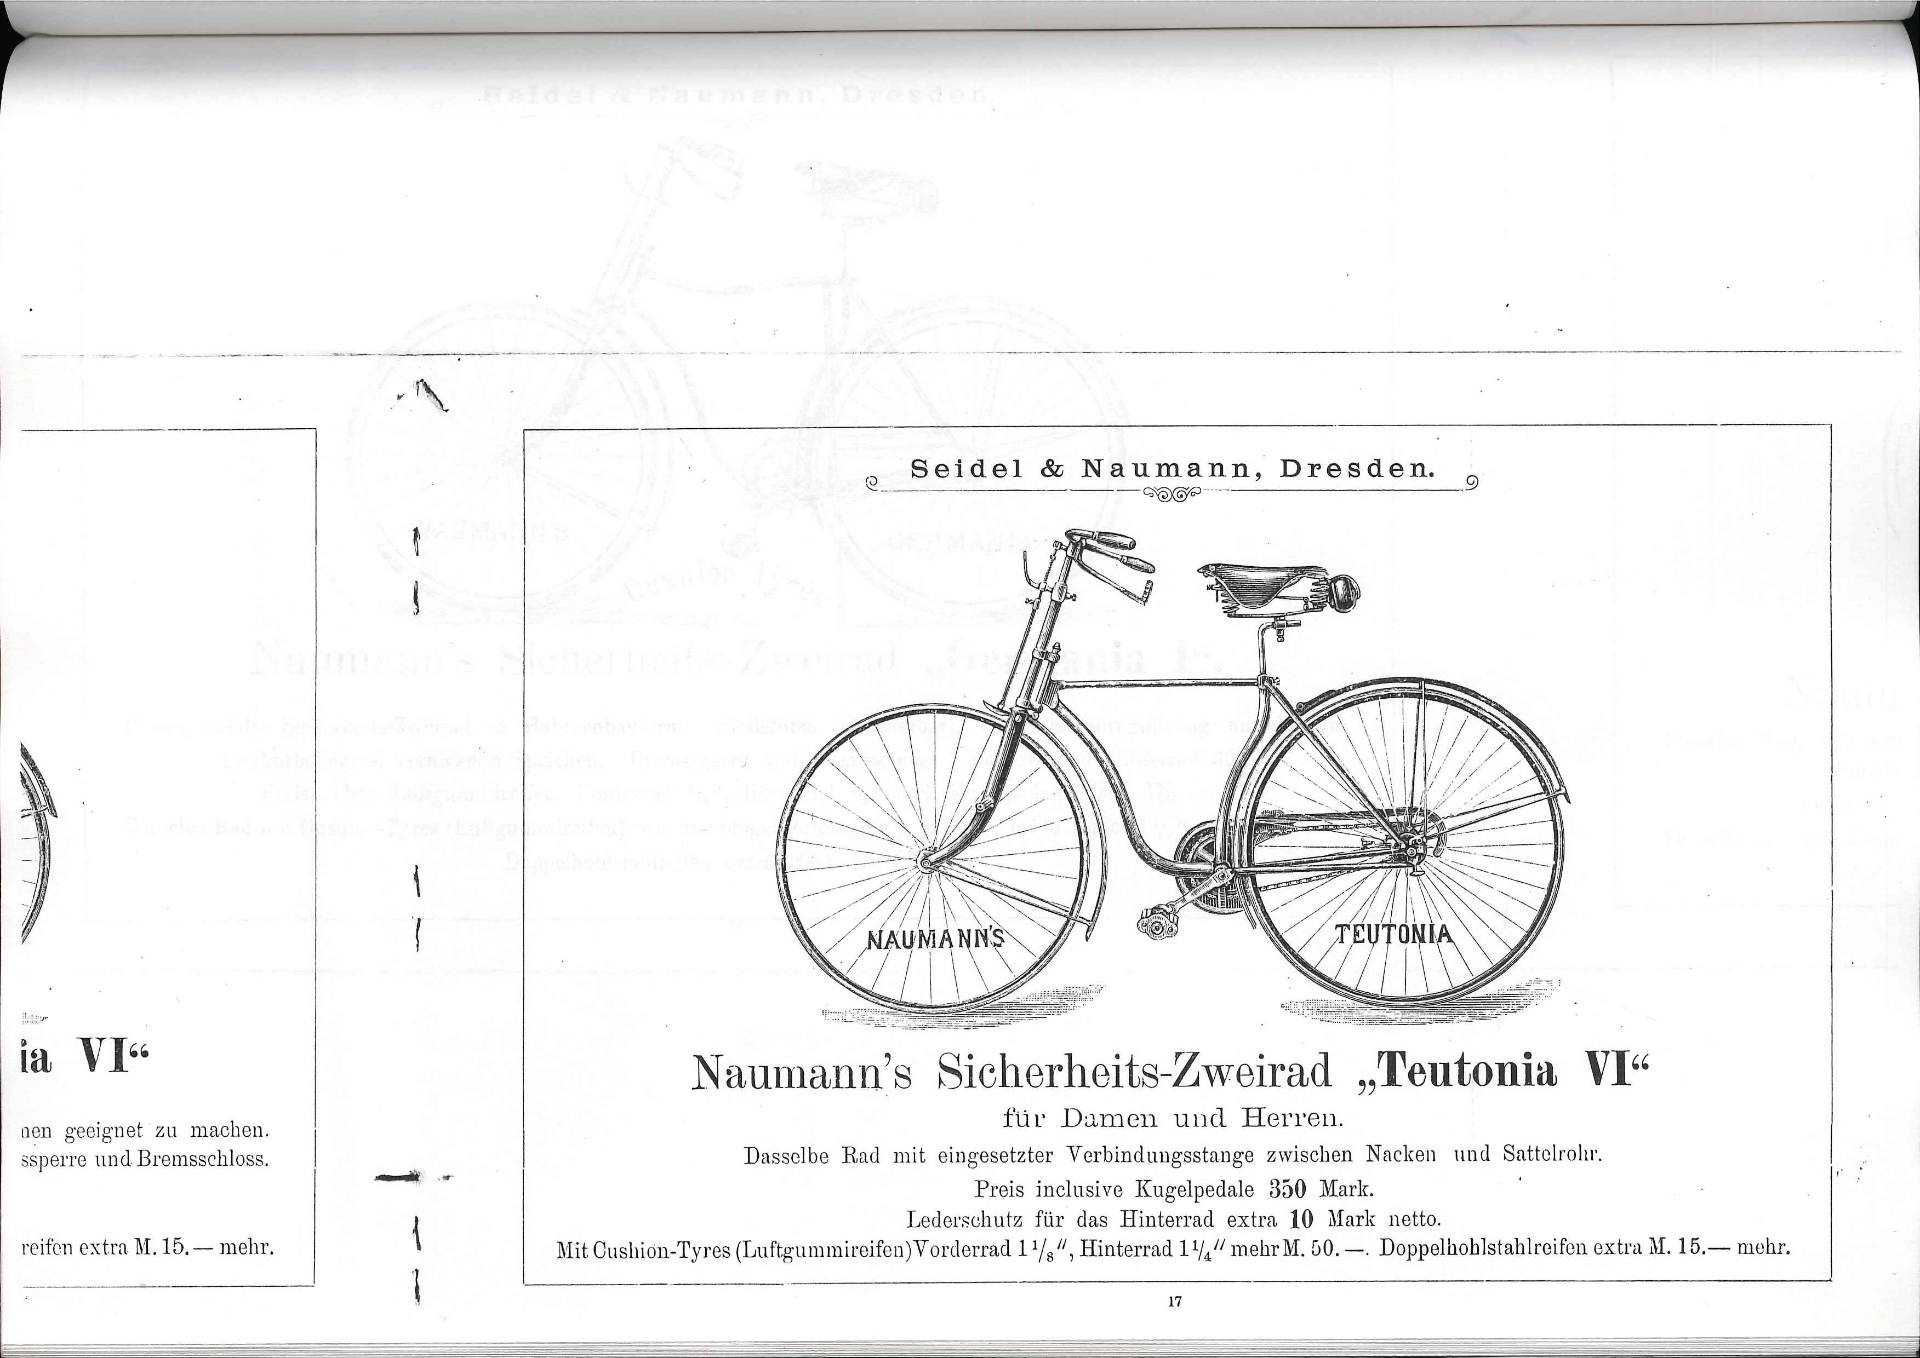 ia VI“
nen geeignet zu machen.
ssperre und Bremsschloss.
reifen extra M. 15.— mehr.
Seidel & Naumann, Dresden.
NAUMANN'S
TEUTONIA
Naumann's Sicherheits-Zweirad „Teutonia VI“
für Damen und Herren.
Dasselbe Rad mit eingesetzter Verbindungsstange zwischen Nacken und Sattelrohr.
Preis inclusive Kugelpedale 350 Mark.
Lederschutz für das Hinterrad extra 10 Mark netto.
Mit Cushion-Tyres (Luftgummireifen) Vorderrad 1 1/8", Hinterrad 1 1/4" mehr M. 50. —. Doppelhohlstahlreifen extra M. 15.— mehr.
17